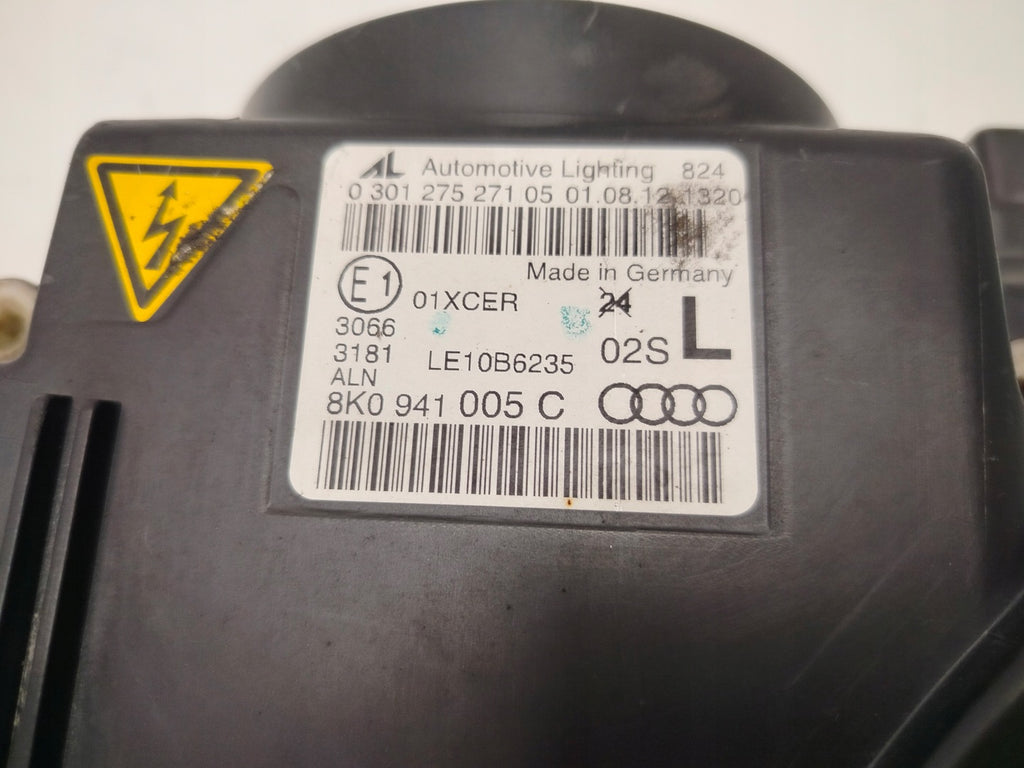 AL Automotive Lighting 824
0 301 275 271 05 01.08.12 1320
Made in Germany
E1 01XCER 24
3066
3181 LE10B6235 02S L
ALN
8K0 941 005 C